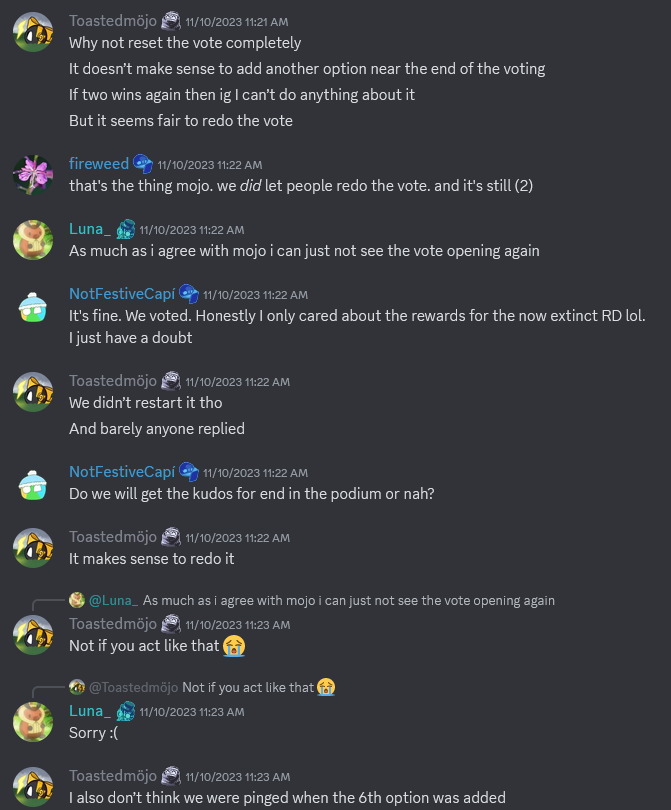 Toastedmöjo 11/10/2023 11:21 AM
Why not reset the vote completely
It doesn't make sense to add another option near the end of the voting
If two wins again then ig I can't do anything about it
But it seems fair to redo the vote
fireweed 11/10/2023 11:22 AM
that's the thing mojo. we did let people redo the vote. and it's still (2)
Luna_ 11/10/2023 11:22 AM
As much as i agree with mojo i can just not see the vote opening again
NotFestiveCapí 11/10/2023 11:22 AM
It's fine. We voted. Honestly I only cared about the rewards for the now extinct RD lol.
I just have a doubt
Toastedmöjo 11/10/2023 11:22 AM
We didn't restart it tho
And barely anyone replied
NotFestiveCapí 11/10/2023 11:22 AM
Do we will get the kudos for end in the podium or nah?
Toastedmöjo 11/10/2023 11:22 AM
It makes sense to redo it
@Luna_ As much as i agree with mojo i can just not see the vote opening again
Toastedmöjo 11/10/2023 11:23 AM
Not if you act like that 😭
@Toastedmöjo Not if you act like that 😭
Luna_ 11/10/2023 11:23 AM
Sorry :(
Toastedmöjo 11/10/2023 11:23 AM
I also don't think we were pinged when the 6th option was added